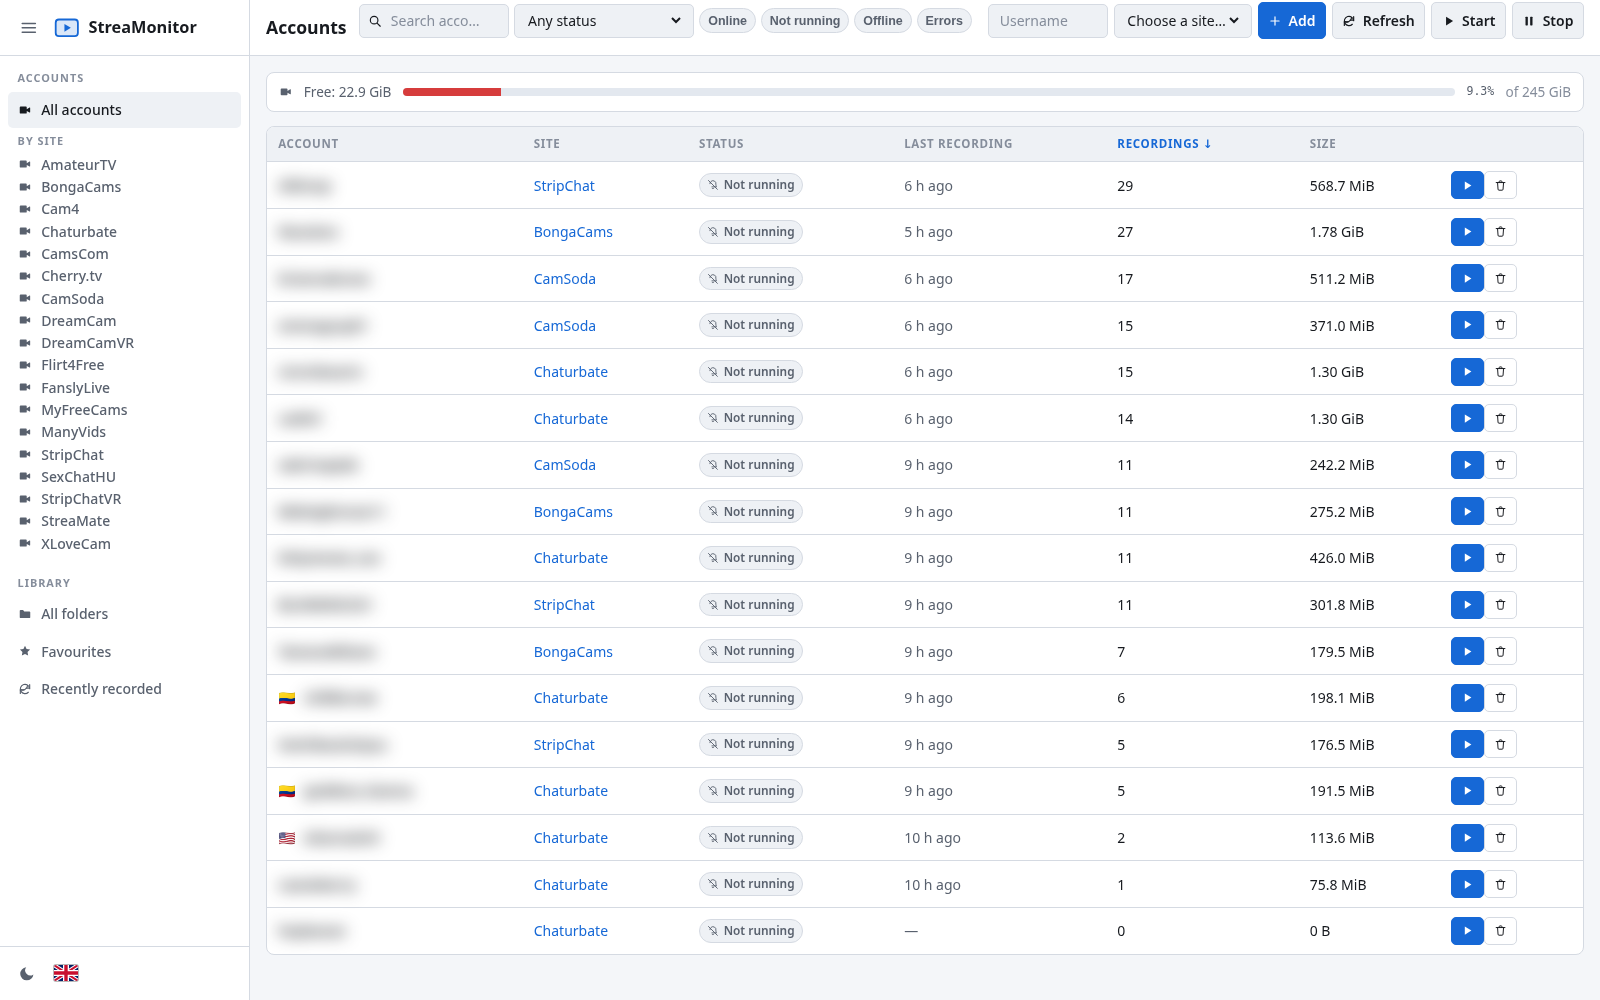 StreaMonitor
Accounts
Search acco...
Any status
Online
Not running
Offline
Errors
Username
Choose a site...
Add
Refresh
Start
Stop
ACCOUNTS
All accounts
BY SITE
AmateurTV
BongaCams
Cam4
Chaturbate
CamsCom
Cherry.tv
CamSoda
DreamCam
DreamCamVR
Flirt4Free
FanslyLive
MyFreeCams
ManyVids
StripChat
SexChatHU
StripChatVR
StreaMate
XLoveCam
LIBRARY
All folders
Favourites
Recently recorded
Free: 22.9 GiB 9.3% of 245 GiB
ACCOUNT SITE STATUS LAST RECORDING RECORDINGS ↓ SIZE
StripChat Not running 6 h ago 29 568.7 MiB
BongaCams Not running 5 h ago 27 1.78 GiB
CamSoda Not running 6 h ago 17 511.2 MiB
CamSoda Not running 6 h ago 15 371.0 MiB
Chaturbate Not running 6 h ago 15 1.30 GiB
Chaturbate Not running 6 h ago 14 1.30 GiB
CamSoda Not running 9 h ago 11 242.2 MiB
BongaCams Not running 9 h ago 11 275.2 MiB
Chaturbate Not running 9 h ago 11 426.0 MiB
StripChat Not running 9 h ago 11 301.8 MiB
BongaCams Not running 9 h ago 7 179.5 MiB
Chaturbate Not running 9 h ago 6 198.1 MiB
StripChat Not running 9 h ago 5 176.5 MiB
Chaturbate Not running 9 h ago 5 191.5 MiB
Chaturbate Not running 10 h ago 2 113.6 MiB
Chaturbate Not running 10 h ago 1 75.8 MiB
Chaturbate Not running — 0 0 B